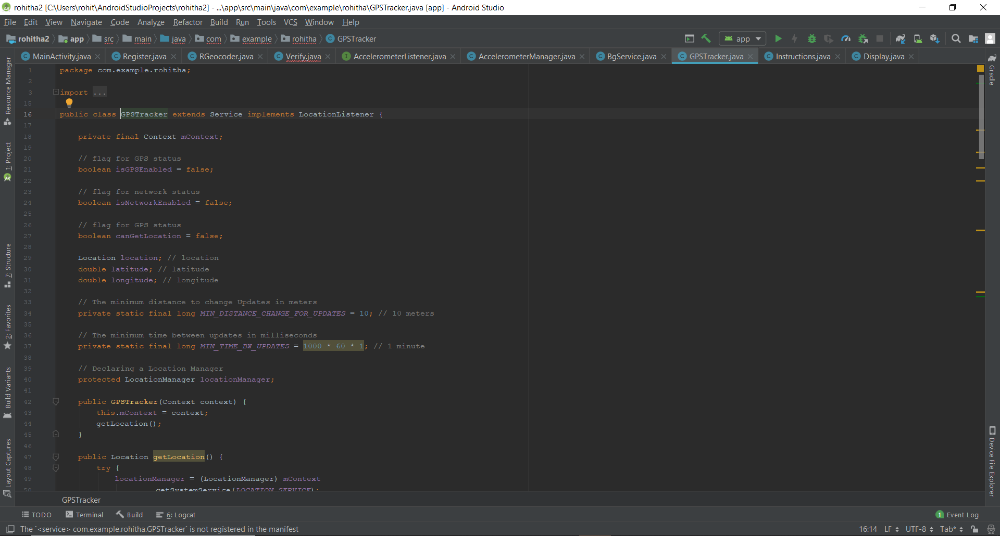 rohitha2 [C:\Users\rohit\AndroidStudioProjects\rohitha2] - ...\app\src\main\java\com\example\rohitha\GPSTracker.java [app] - Android Studio
File Edit View Navigate Code Analyze Refactor Build Run Tools VCS Window Help
rohitha2 app src main java com example rohitha GPSTracker app
MainActivity.java Register.java RGeocoder.java Verify.java AccelerometerListener.java AccelerometerManager.java BgService.java GPSTracker.java Instructions.java Display.java
Resource Manager
1: Project
7: Structure
2: Favorites
Build Variants
Layout Captures
1 package com.example.rohitha;
2
3 import ...
15
16 public class GPSTracker extends Service implements LocationListener {
17
18 private final Context mContext;
19
20 // flag for GPS status
21 boolean isGPSEnabled = false;
22
23 // flag for network status
24 boolean isNetworkEnabled = false;
25
26 // flag for GPS status
27 boolean canGetLocation = false;
28
29 Location location; // location
30 double latitude; // latitude
31 double longitude; // longitude
32
33 // The minimum distance to change Updates in meters
34 private static final long MIN_DISTANCE_CHANGE_FOR_UPDATES = 10; // 10 meters
35
36 // The minimum time between updates in milliseconds
37 private static final long MIN_TIME_BW_UPDATES = 1000 * 60 * 1; // 1 minute
38
39 // Declaring a Location Manager
40 protected LocationManager locationManager;
41
42 public GPSTracker(Context context) {
43 this.mContext = context;
44 getLocation();
45 }
46
47 public Location getLocation() {
48 try {
49 locationManager = (LocationManager) mContext
50 .getSystemService(LOCATION_SERVICE);
Gradle
Device File Explorer
GPSTracker
TODO Terminal Build 6: Logcat 1 Event Log
The `<service> com.example.rohitha.GPSTracker` is not registered in the manifest 16:14 LF UTF-8 Tab*